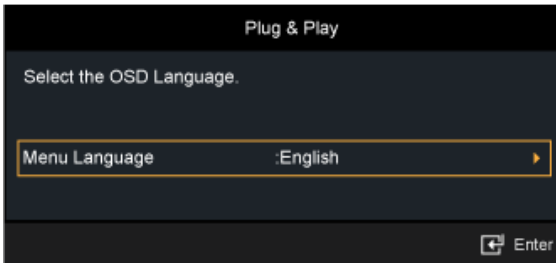 Plug & Play
Select the OSD Language.
Menu Language :English
Enter